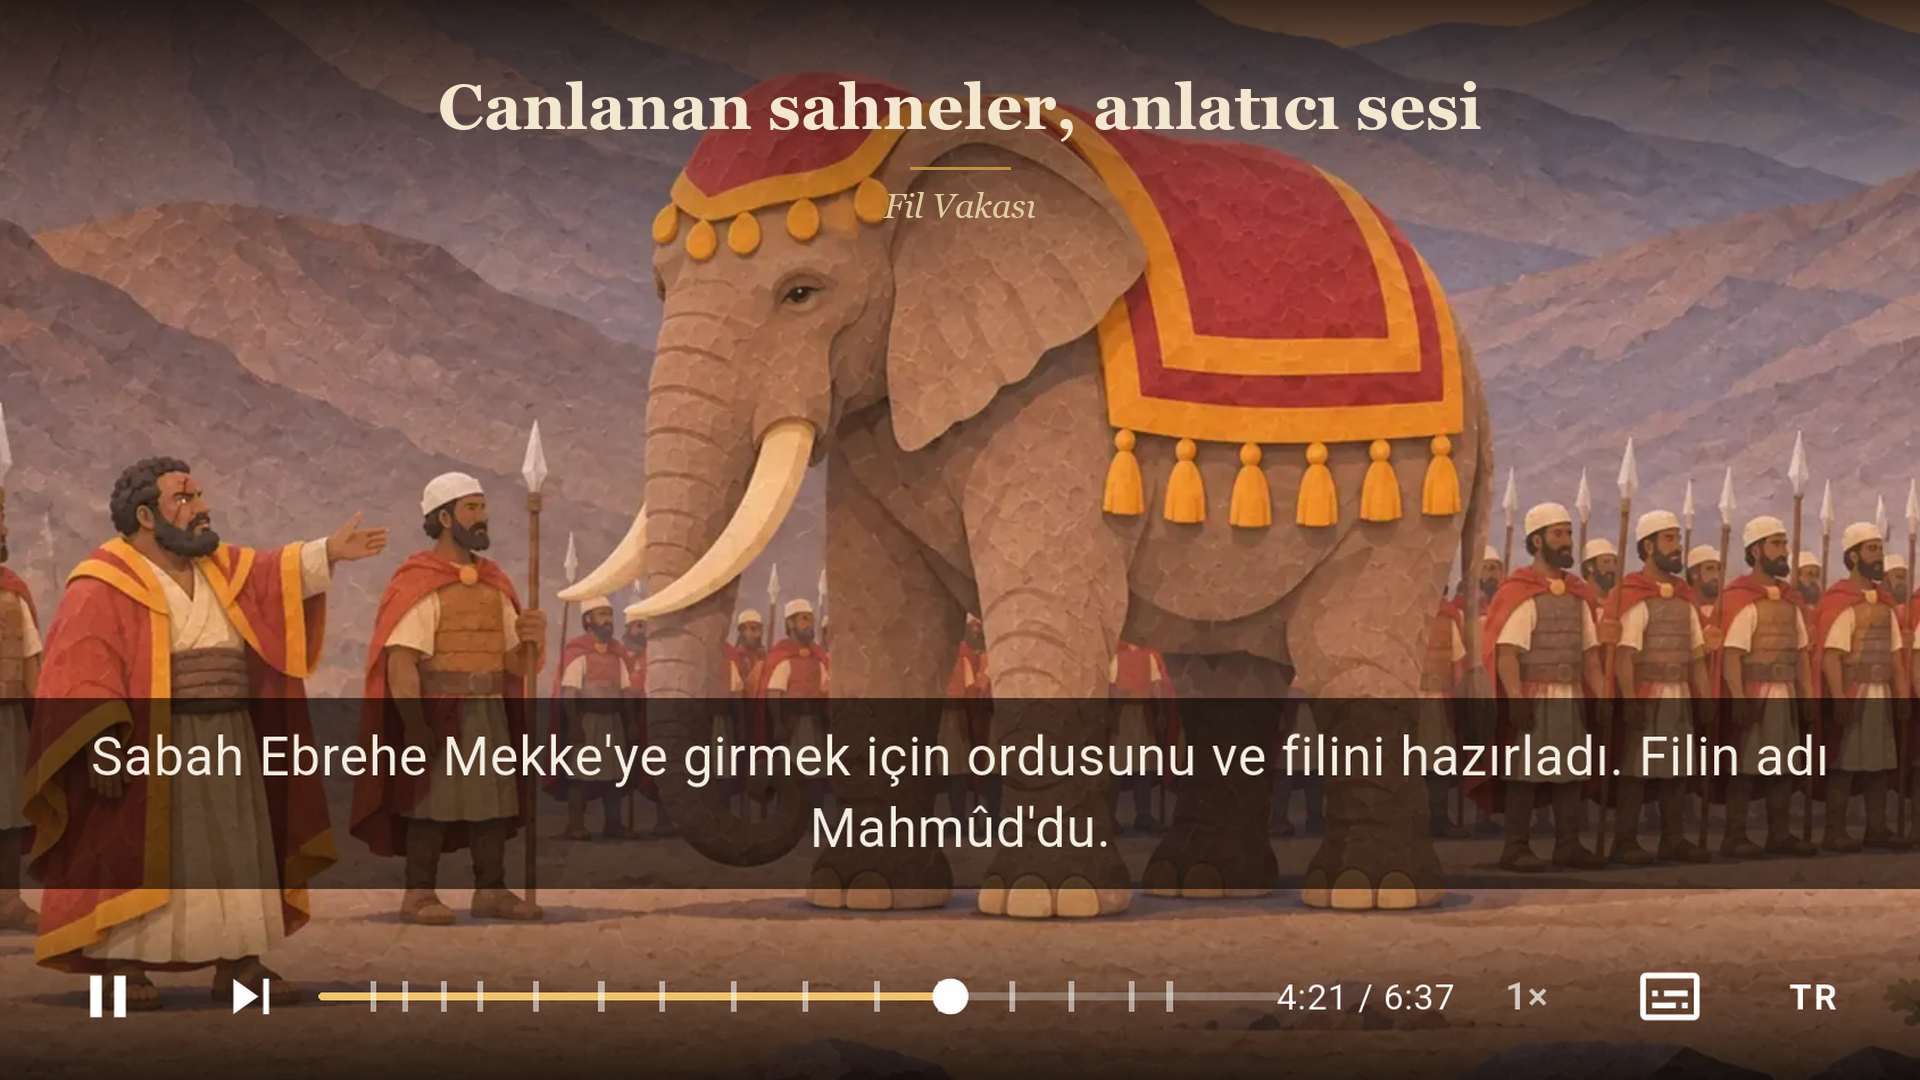 Canlanan sahneler, anlatıcı sesi
Fil Vakası
Sabah Ebrehe Mekke'ye girmek için ordusunu ve filini hazırladı. Filin adı
Mahmûd'du.
4:21 / 6:37 1× TR